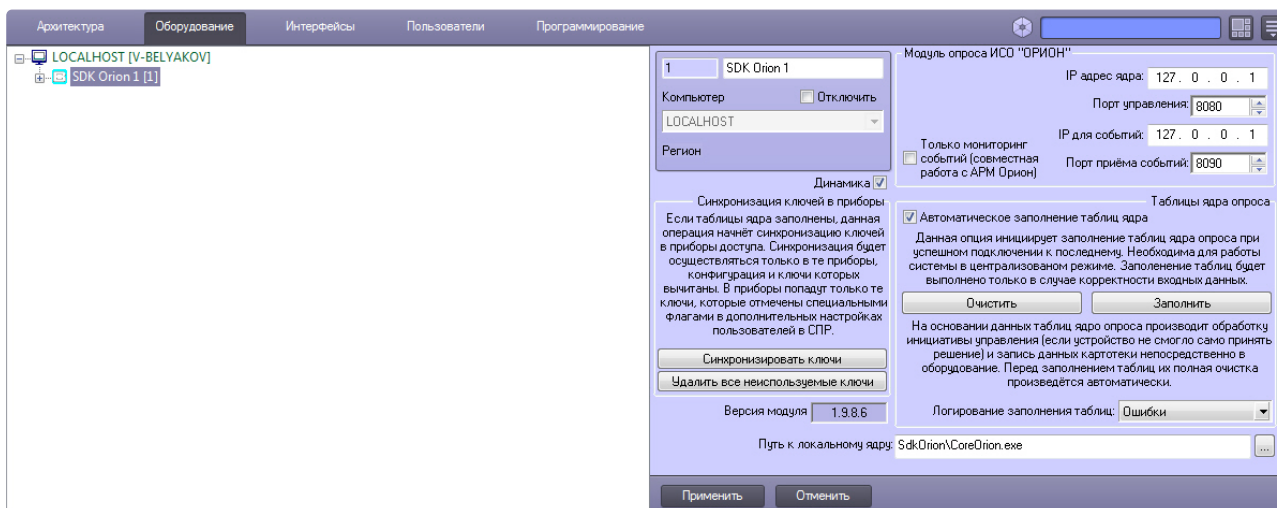 Архитектура
Оборудование
Интерфейсы
Пользователи
Программирование
LOCALHOST [V-BELYAKOV]
SDK Orion 1 [1]
1
SDK Orion 1
Компьютер
Отключить
LOCALHOST
Регион
Динамика
Синхронизация ключей в приборы
Если таблицы ядра заполнены, данная
операция начнёт синхронизацию ключей
в приборы доступа. Синхронизация будет
осуществляться только в те приборы,
конфигурация и ключи которых
вычитаны. В приборы попадут только те
ключи, которые отмечены специальными
флагами в дополнительных настройках
пользователей в СПР.
Синхронизировать ключи
Удалить все неиспользуемые ключи
Версия модуля
1.9.8.6
Модуль опроса ИСО "ОРИОН"
IP адрес ядра: 127. 0 . 0 . 1
Порт управления: 8080
IP для событий: 127. 0 . 0 . 1
Порт приёма событий: 8090
Только мониторинг
событий (совместная
работа с АРМ Орион)
Таблицы ядра опроса
Автоматическое заполнение таблиц ядра
Данная опция инициирует заполнение таблиц ядра опроса при
успешном подключении к последнему. Необходима для работы
системы в централизованом режиме. Заполенение таблиц будет
выполнено только в случае корректности входных данных.
Очистить
Заполнить
На основании данных таблиц ядро опроса производит обработку
инициативы управления (если устройство не смогло само принять
решение) и запись данных картотеки непосредственно в
оборудование. Перед заполнением таблиц их полная очистка
произведётся автоматически.
Логирование заполнения таблиц: Ошибки
Путь к локальному ядру: SdkOrion\CoreOrion.exe
...
Применить
Отменить